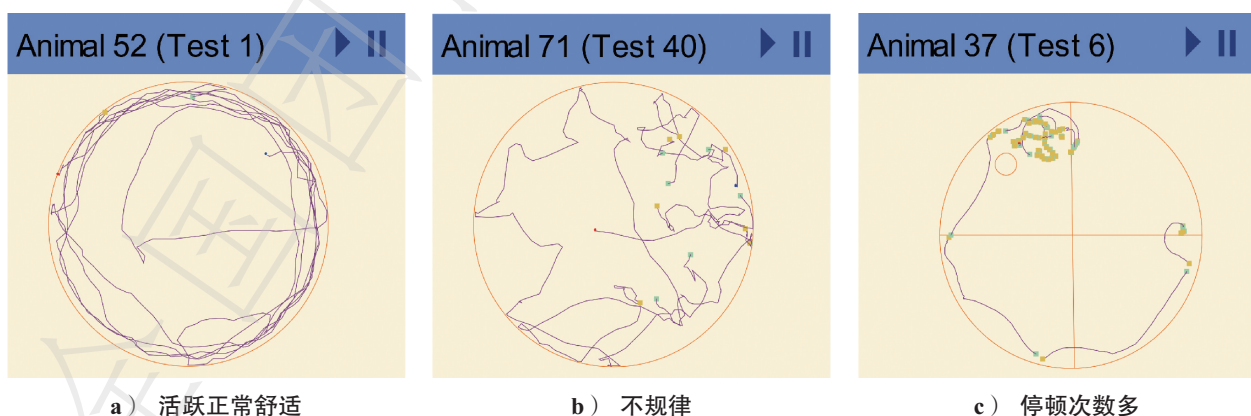 Animal 52 (Test 1)
Animal 71 (Test 40)
Animal 37 (Test 6)
a） 活跃正常舒适
b） 不规律
c） 停顿次数多